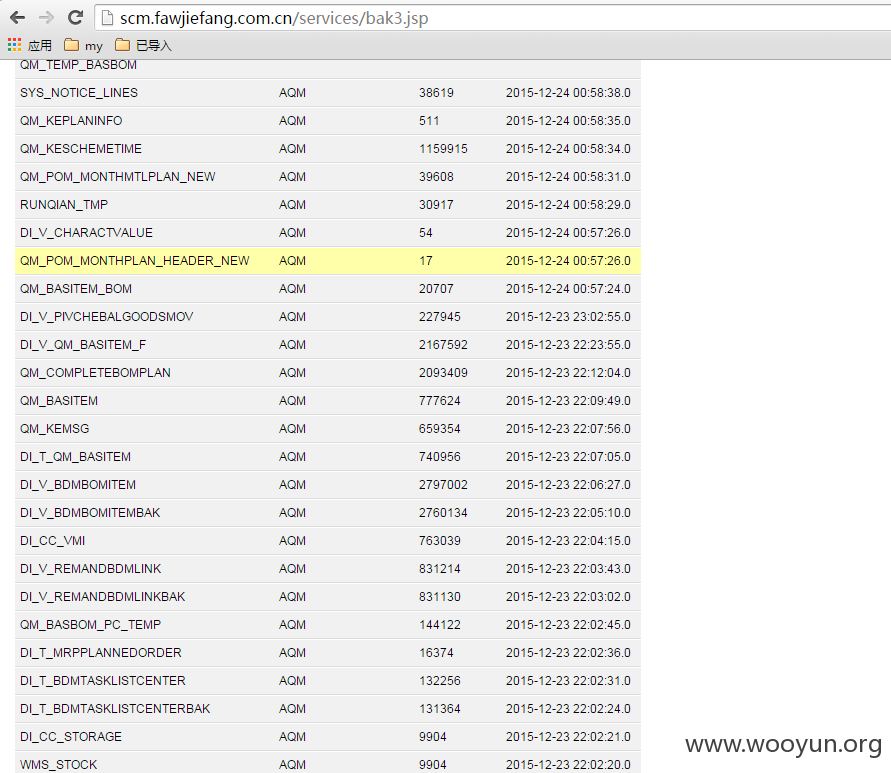 scm.fawjiefang.com.cn/services/bak3.jsp
应用 my 已导入
QM_TEMP_BASBOM
SYS_NOTICE_LINES AQM 38619 2015-12-24 00:58:38.0
QM_KEPLANINFO AQM 511 2015-12-24 00:58:35.0
QM_KESCHEMETIME AQM 1159915 2015-12-24 00:58:34.0
QM_POM_MONTHMTLPLAN_NEW AQM 39608 2015-12-24 00:58:31.0
RUNQIAN_TMP AQM 30917 2015-12-24 00:58:29.0
DI_V_CHARACTVALUE AQM 54 2015-12-24 00:57:26.0
QM_POM_MONTHPLAN_HEADER_NEW AQM 17 2015-12-24 00:57:26.0
QM_BASITEM_BOM AQM 20707 2015-12-24 00:57:24.0
DI_V_PIVCHEBALGOODSMOV AQM 227945 2015-12-23 23:02:55.0
DI_V_QM_BASITEM_F AQM 2167592 2015-12-23 22:23:55.0
QM_COMPLETEBOMPLAN AQM 2093409 2015-12-23 22:12:04.0
QM_BASITEM AQM 777624 2015-12-23 22:09:49.0
QM_KEMSG AQM 659354 2015-12-23 22:07:56.0
DI_T_QM_BASITEM AQM 740956 2015-12-23 22:07:05.0
DI_V_BDMBOMITEM AQM 2797002 2015-12-23 22:06:27.0
DI_V_BDMBOMITEMBAK AQM 2760134 2015-12-23 22:05:10.0
DI_CC_VMI AQM 763039 2015-12-23 22:04:15.0
DI_V_REMANDBDMLINK AQM 831214 2015-12-23 22:03:43.0
DI_V_REMANDBDMLINKBAK AQM 831130 2015-12-23 22:03:02.0
QM_BASBOM_PC_TEMP AQM 144122 2015-12-23 22:02:45.0
DI_T_MRPPLANNEDORDER AQM 16374 2015-12-23 22:02:36.0
DI_T_BDMTASKLISTCENTER AQM 132256 2015-12-23 22:02:31.0
DI_T_BDMTASKLISTCENTERBAK AQM 131364 2015-12-23 22:02:24.0
DI_CC_STORAGE AQM 9904 2015-12-23 22:02:21.0
WMS_STOCK AQM 9904 2015-12-23 22:02:20.0
www.wooyun.org